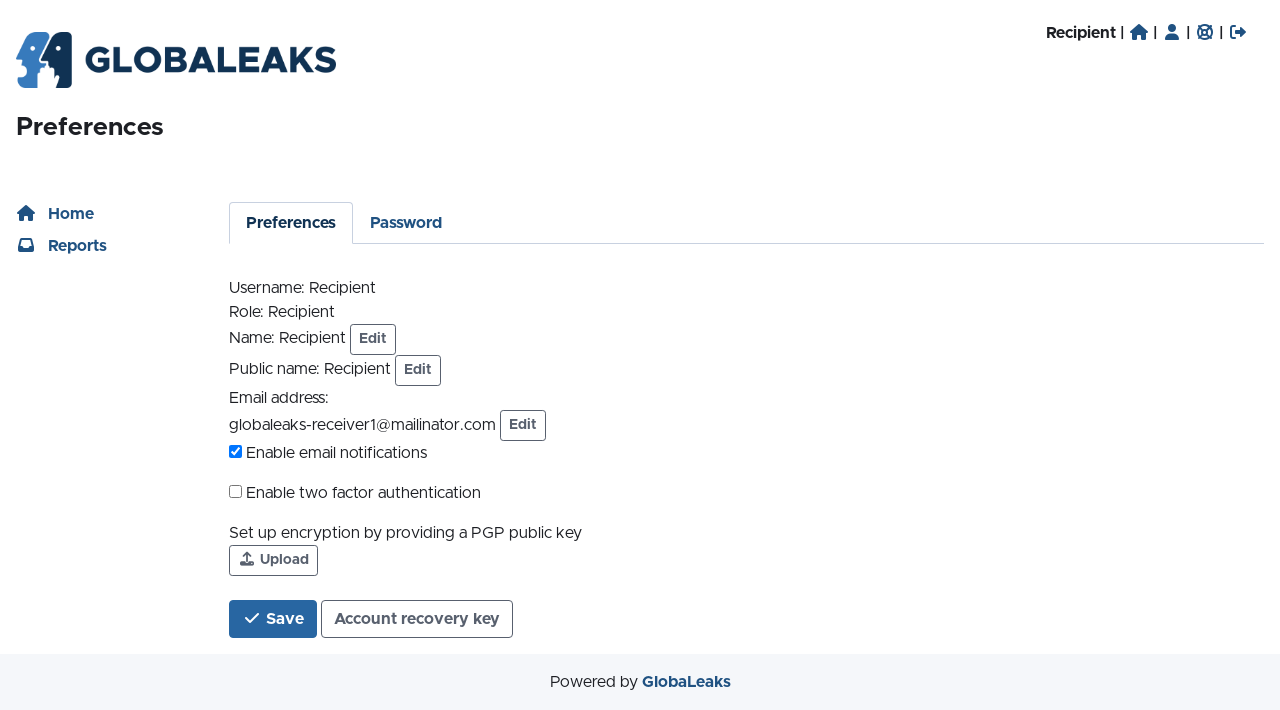 Recipient | | | |
GLOBALEAKS
Preferences
Home
Reports
Preferences Password
Username: Recipient
Role: Recipient
Name: Recipient Edit
Public name: Recipient Edit
Email address:
globaleaks-receiver1@mailinator.com Edit
Enable email notifications
Enable two factor authentication
Set up encryption by providing a PGP public key
Upload
Save Account recovery key
Powered by GlobaLeaks